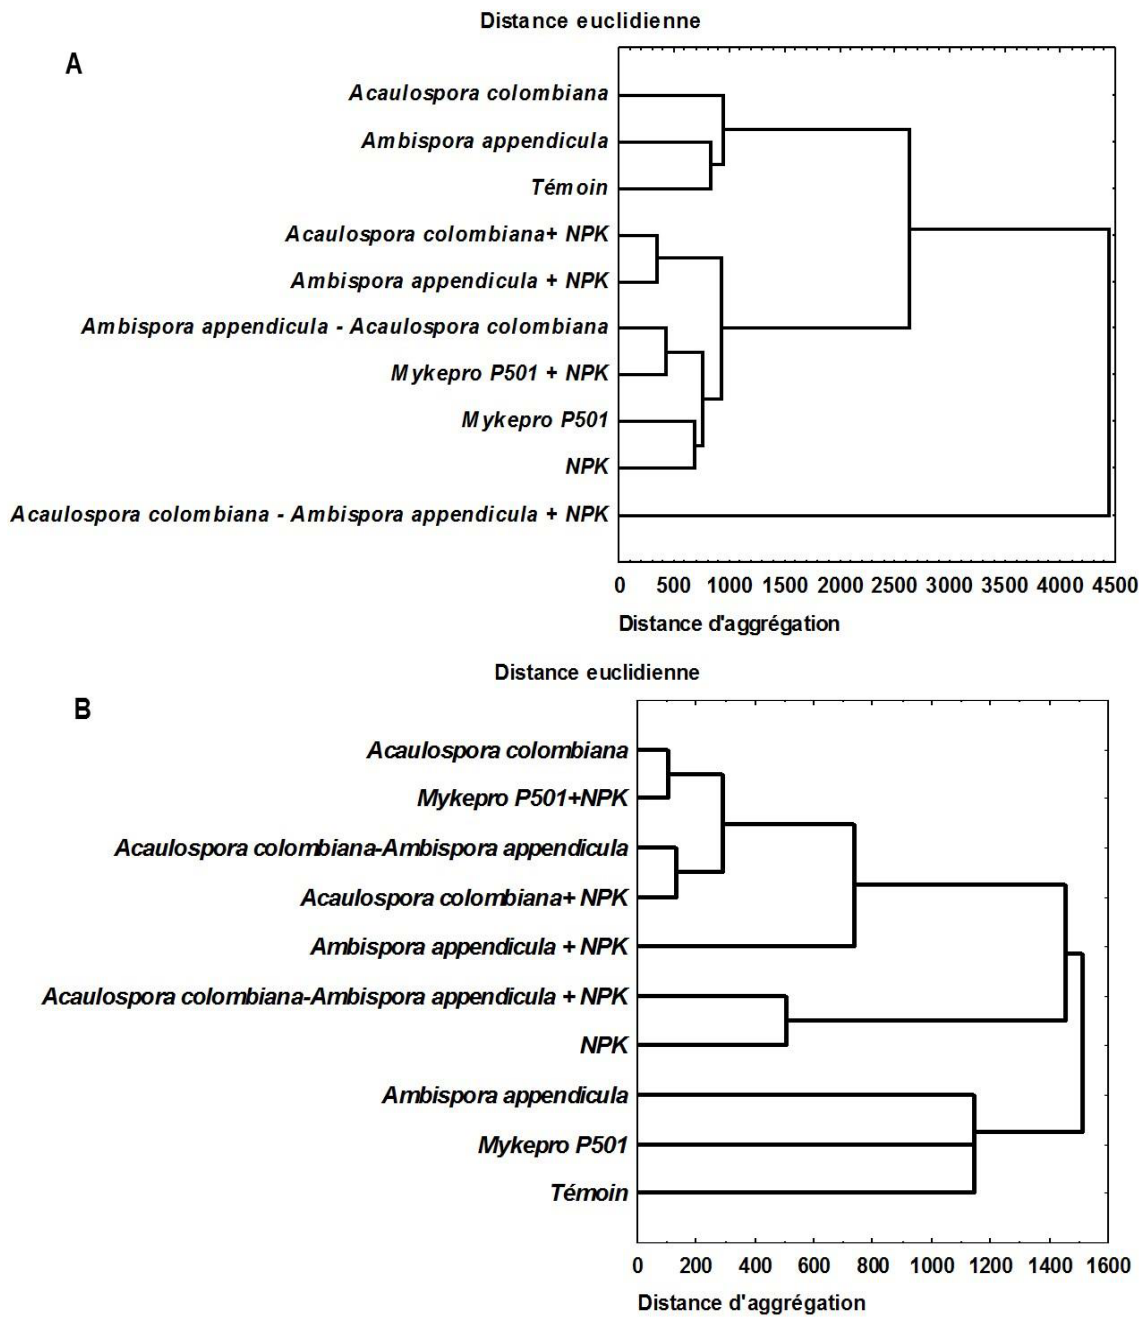 Distance euclidienne
A
Acaulospora colombiana
Ambispora appendicula
Témoin
Acaulospora colombiana+ NPK
Ambispora appendicula + NPK
Ambispora appendicula - Acaulospora colombiana
Mykepro P501 + NPK
Mykepro P501
NPK
Acaulospora colombiana - Ambispora appendicula + NPK
0 500 1000 1500 2000 2500 3000 3500 4000 4500
Distance d'aggrégation
Distance euclidienne
B
Acaulospora colombiana
Mykepro P501+NPK
Acaulospora colombiana-Ambispora appendicula
Acaulospora colombiana+ NPK
Ambispora appendicula + NPK
Acaulospora colombiana-Ambispora appendicula + NPK
NPK
Ambispora appendicula
Mykepro P501
Témoin
0 200 400 600 800 1000 1200 1400 1600
Distance d'aggrégation